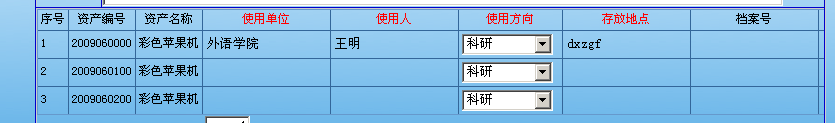 序号 资产编号 资产名称 使用单位 使用人 使用方向 存放地点 档案号
1 2009060000 彩色苹果机 外语学院 王明 科研 dxzgf
2 2009060100 彩色苹果机 科研
3 2009060200 彩色苹果机 科研